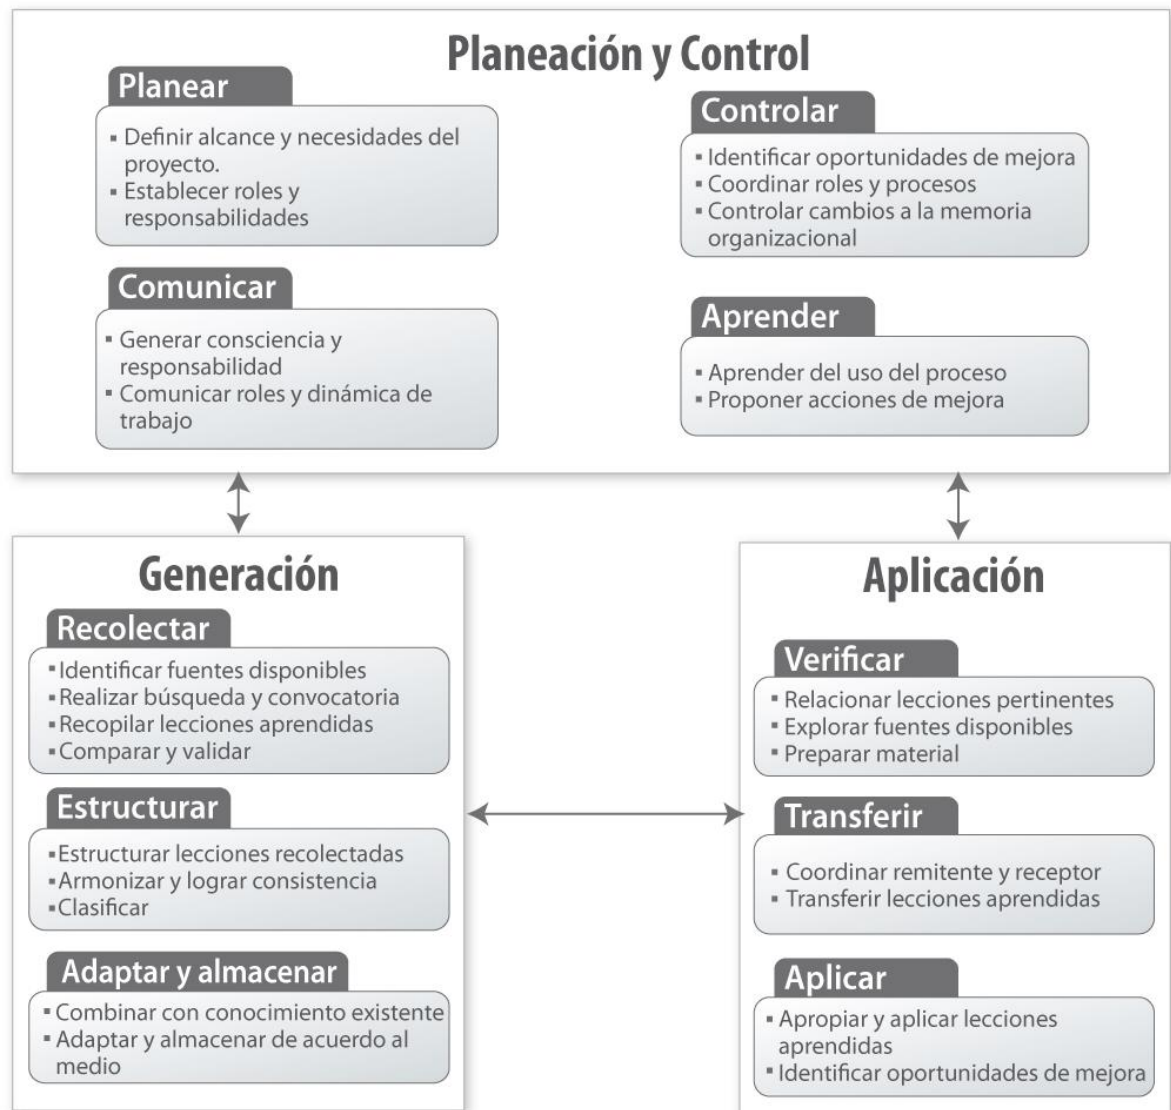 Planeación y Control
Planear
▪ Definir alcance y necesidades del
proyecto.
▪ Establecer roles y
responsabilidades
Comunicar
▪ Generar consciencia y
responsabilidad
▪ Comunicar roles y dinámica de
trabajo
Controlar
▪ Identificar oportunidades de mejora
▪ Coordinar roles y procesos
▪ Controlar cambios a la memoria
organizacional
Aprender
▪ Aprender del uso del proceso
▪ Proponer acciones de mejora
Generación
Recolectar
▪ Identificar fuentes disponibles
▪ Realizar búsqueda y convocatoria
▪ Recopilar lecciones aprendidas
▪ Comparar y validar
Estructurar
▪ Estructurar lecciones recolectadas
▪ Armonizar y lograr consistencia
▪ Clasificar
Adaptar y almacenar
▪ Combinar con conocimiento existente
▪ Adaptar y almacenar de acuerdo al
medio
Aplicación
Verificar
▪ Relacionar lecciones pertinentes
▪ Explorar fuentes disponibles
▪ Preparar material
Transferir
▪ Coordinar remitente y receptor
▪ Transferir lecciones aprendidas
Aplicar
▪ Apropiar y aplicar lecciones
aprendidas
▪ Identificar oportunidades de mejora